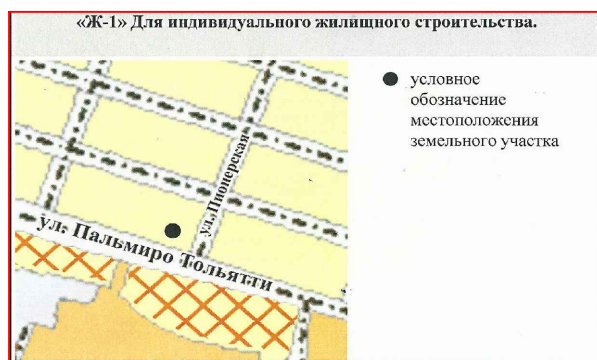 «Ж-1» Для индивидуального жилищного строительства.
условное
обозначение
местоположения
земельного участка
ул. Пионерская
ул. Пальмиро Тольятти